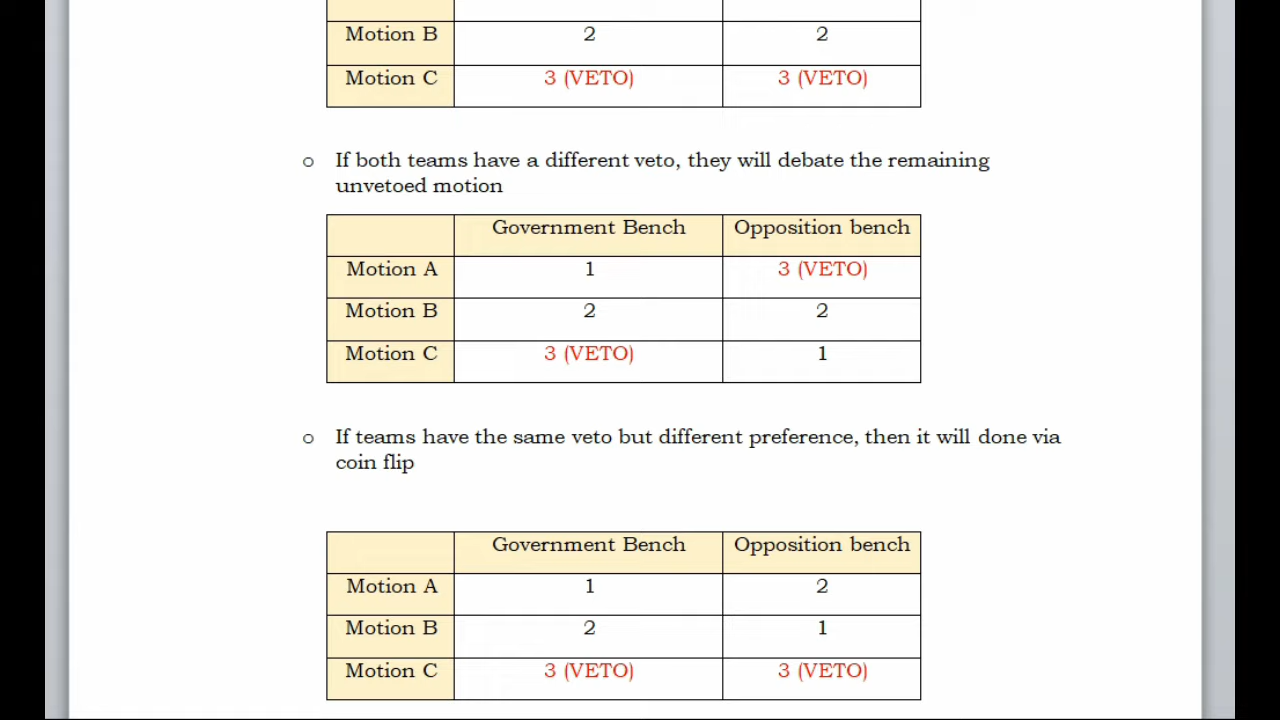 Motion B 2 2
Motion C 3 (VETO) 3 (VETO)
o If both teams have a different veto, they will debate the remaining
unvetoed motion
Government Bench Opposition bench
Motion A 1 3 (VETO)
Motion B 2 2
Motion C 3 (VETO) 1
o If teams have the same veto but different preference, then it will done via
coin flip
Government Bench Opposition bench
Motion A 1 2
Motion B 2 1
Motion C 3 (VETO) 3 (VETO)